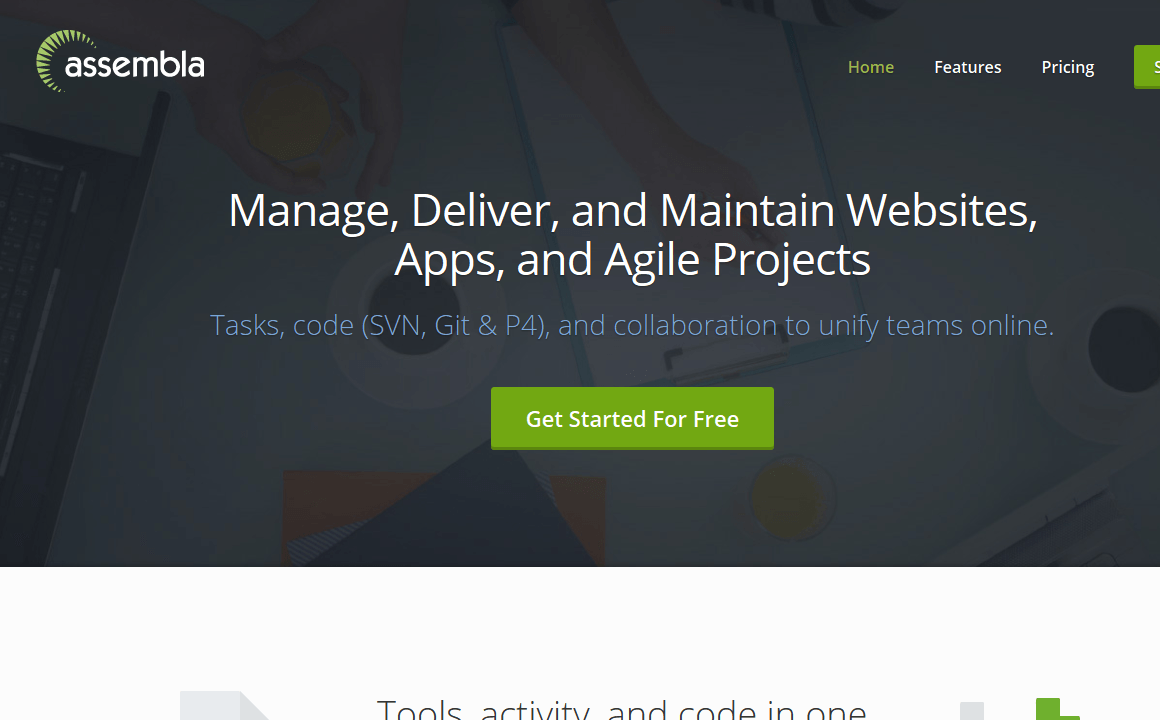 assembla
Home Features Pricing
Manage, Deliver, and Maintain Websites,
Apps, and Agile Projects
Tasks, code (SVN, Git & P4), and collaboration to unify teams online.
Get Started For Free
Tools, activity, and code in one